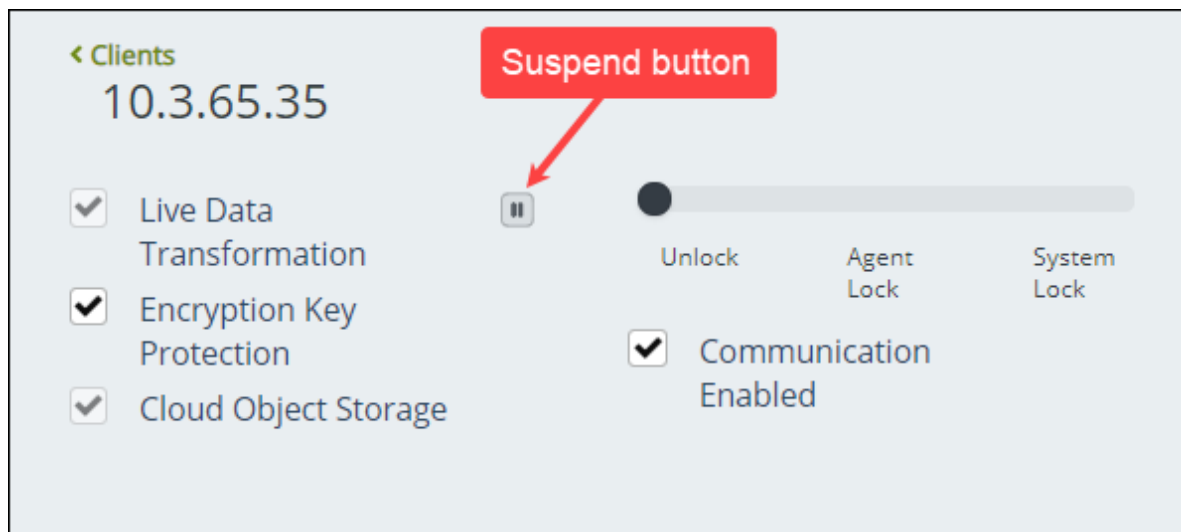 < Clients
Suspend button
10.3.65.35
Live Data
Transformation
Unlock
Agent
Lock
System
Lock
Encryption Key
Protection
Communication
Enabled
Cloud Object Storage